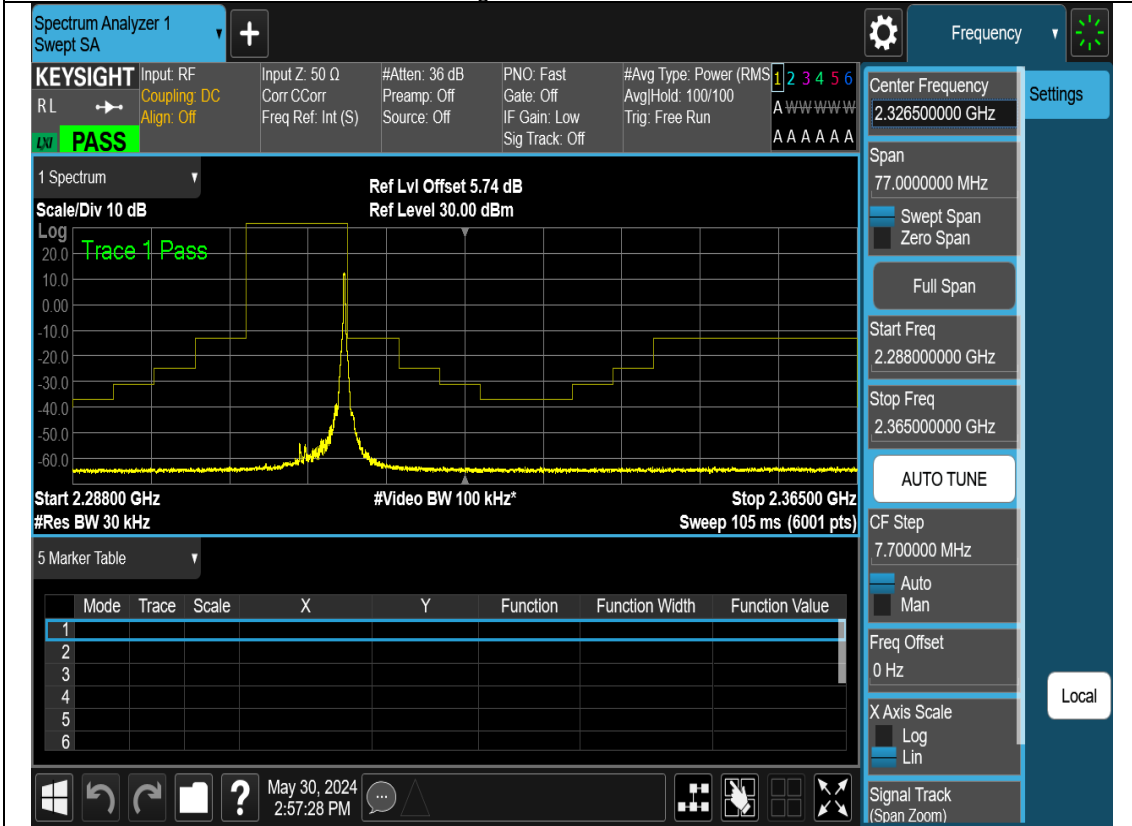 Spectrum Analyzer 1
Swept SA
+
Frequency
KEYSIGHT
RL
LXI
PASS
Input: RF
Coupling: DC
Align: Off
Input Z: 50 Ω
Corr CCorr
Freq Ref: Int (S)
#Atten: 36 dB
Preamp: Off
Source: Off
PNO: Fast
Gate: Off
IF Gain: Low
Sig Track: Off
#Avg Type: Power (RMS
Avg|Hold: 100/100
Trig: Free Run
1 2 3 4 5 6
A W W W W W
A A A A A A
1 Spectrum
Scale/Div 10 dB
Ref Lvl Offset 5.74 dB
Ref Level 30.00 dBm
Log
Trace 1 Pass
20.0
10.0
0.00
-10.0
-20.0
-30.0
-40.0
-50.0
-60.0
Start 2.28800 GHz
#Res BW 30 kHz
#Video BW 100 kHz*
Stop 2.36500 GHz
Sweep 105 ms (6001 pts)
5 Marker Table
Mode Trace Scale X Y Function Function Width Function Value
1
2
3
4
5
6
Center Frequency
2.326500000 GHz
Settings
Span
77.0000000 MHz
Swept Span
Zero Span
Full Span
Start Freq
2.288000000 GHz
Stop Freq
2.365000000 GHz
AUTO TUNE
CF Step
7.700000 MHz
Auto
Man
Freq Offset
0 Hz
X Axis Scale
Log
Lin
Signal Track
(Span Zoom)
Local
?
May 30, 2024
2:57:28 PM